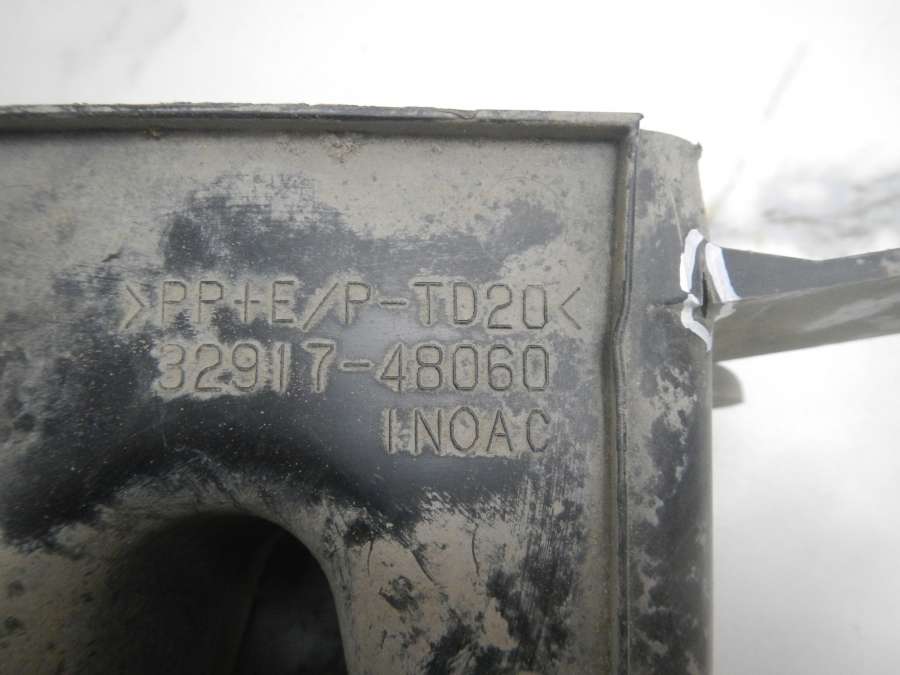 >PP+E/P-TD20<
32917-48060
INOAC